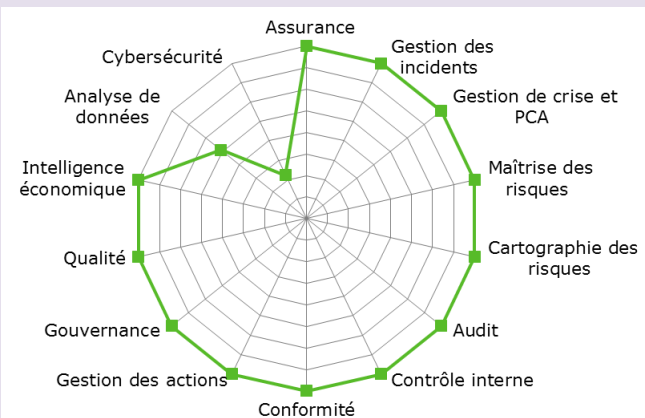 Assurance
Gestion des
incidents
Gestion de crise et
PCA
Maîtrise des
risques
Cartographie des
risques
Audit
Contrôle interne
Conformité
Gestion des actions
Gouvernance
Qualité
Intelligence
économique
Analyse de
données
Cybersécurité